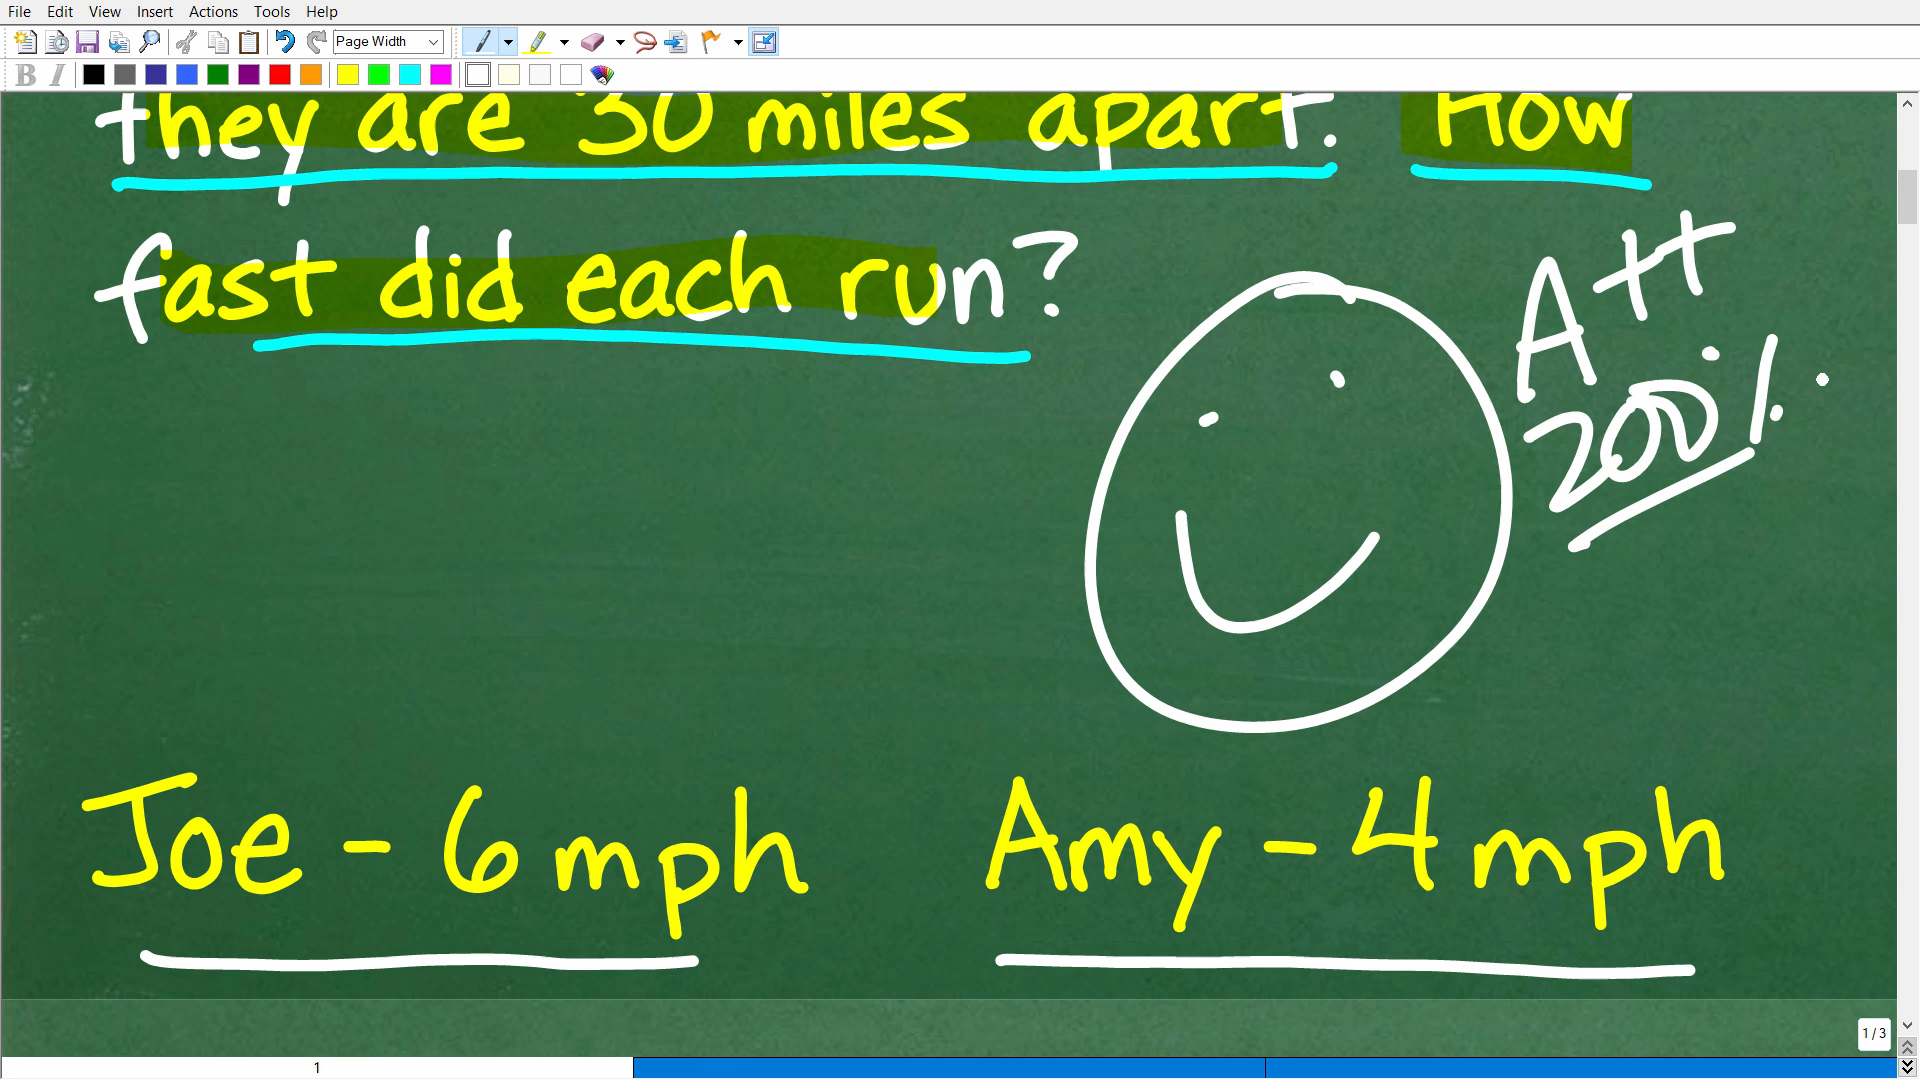 File Edit View Insert Actions Tools Help
Page Width
B I
they are 30 miles apart. How
fast did each run?
A++
200%
Joe - 6 mph Amy - 4 mph
1 / 3
1